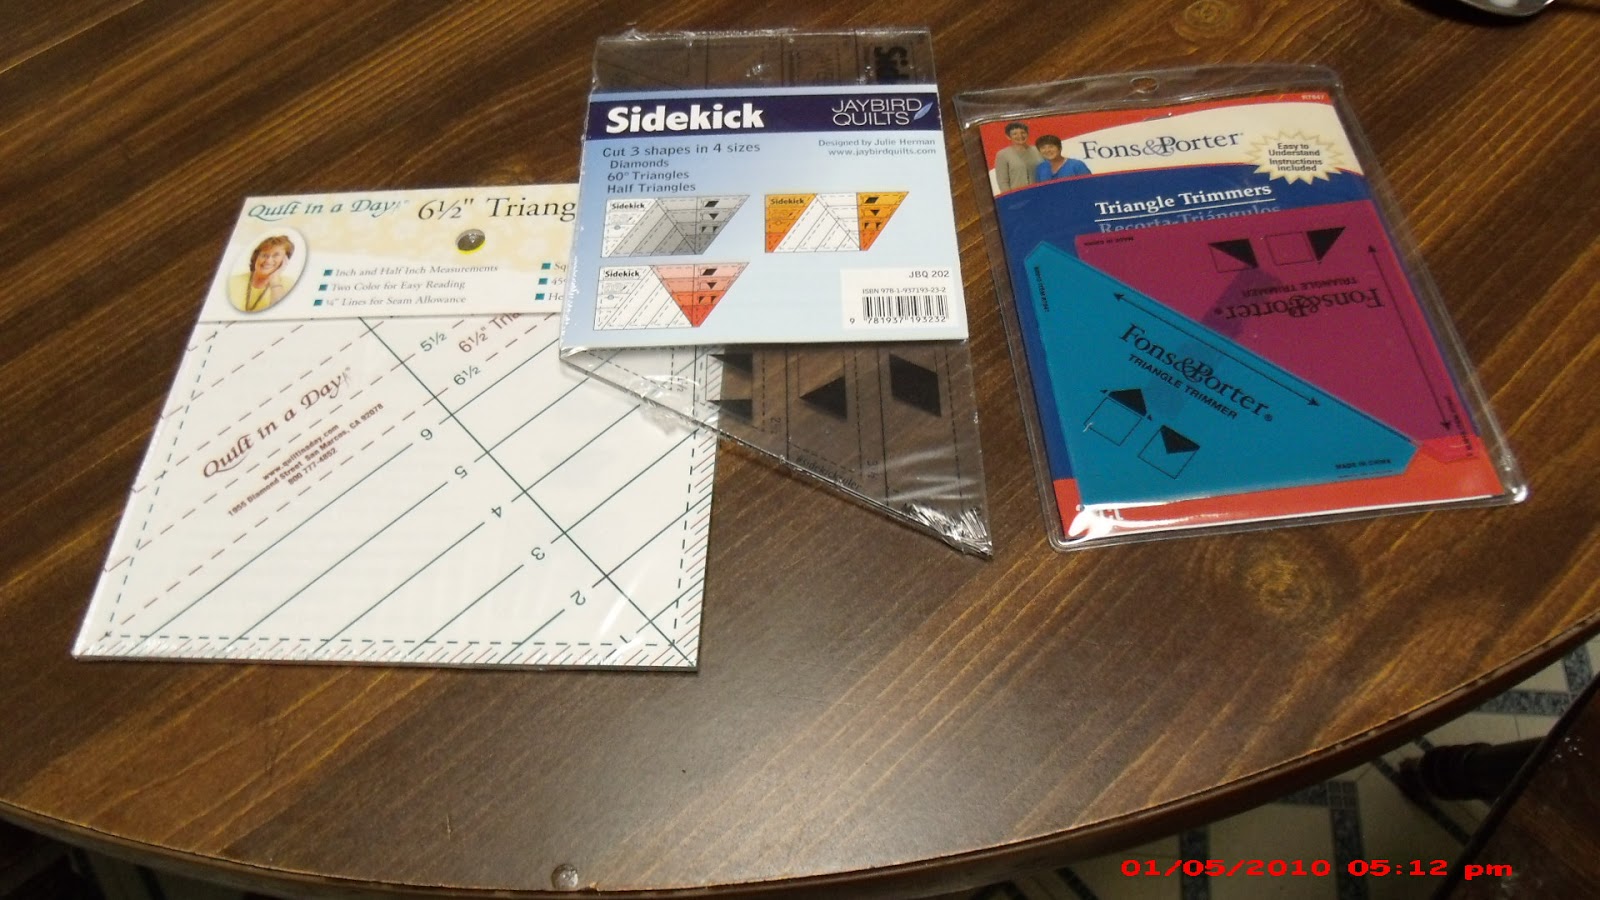 Quilt in a Day
6½" Triang
Inch and Half Inch Measurements
Two Color for Easy Reading
¼" Lines for Seam Allowance
Sq
45°
He
5½
6½" Tria
6½
6
5
4
3
2
1
Quilt in a Day
www.quiltinaday.com
1955 Diamond Street San Marcos, CA 92078
800 777-4852
Sidekick
JAYBIRD
QUILTS
Cut 3 shapes in 4 sizes
Designed by Julie Herman
www.jaybirdquilts.com
Diamonds
60° Triangles
Half Triangles
Sidekick
Sidekick
Sidekick
JBQ 202
ISBN 978-1-937193-23-2
9 781937 193232
Fons&Porter
Easy to
Understand
Instructions
included
Triangle Trimmers
Recorta-Triángulos
Fons&Porter®
TRIANGLE TRIMMER
MADE IN CHINA
Fons&Porter®
TRIANGLE TRIMMER
01/05/2010 05:12 pm